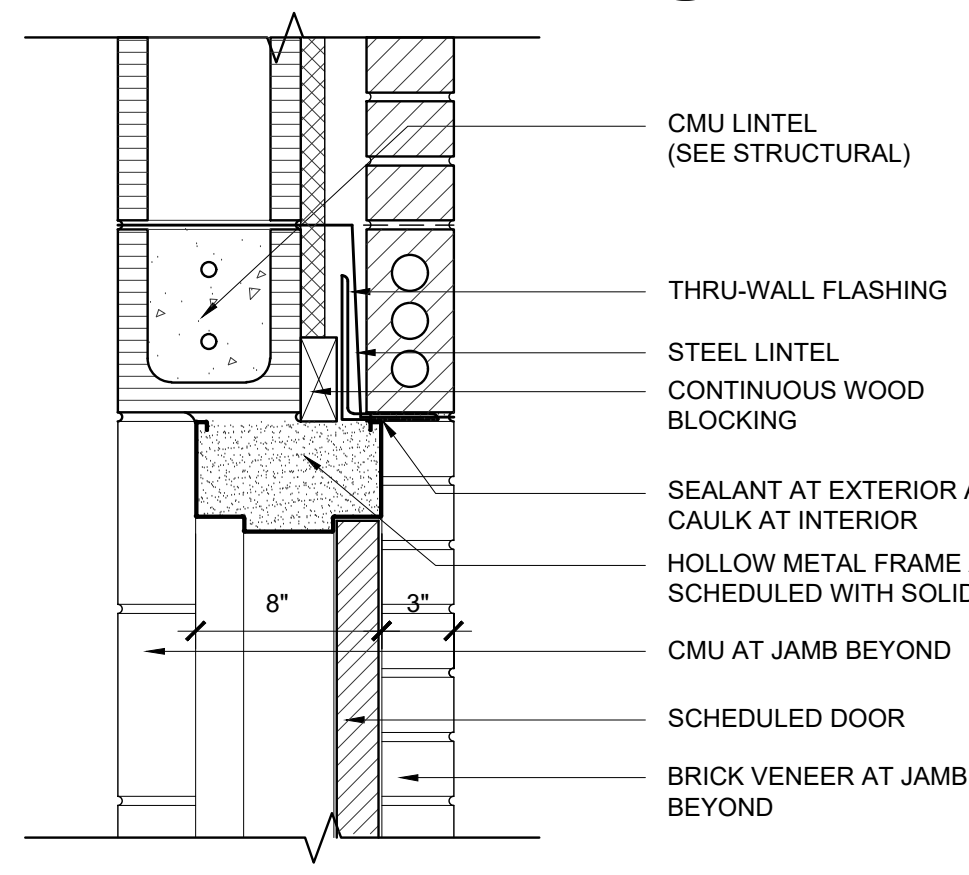 CMU LINTEL
(SEE STRUCTURAL)
THRU-WALL FLASHING
STEEL LINTEL
CONTINUOUS WOOD
BLOCKING
SEALANT AT EXTERIOR
CAULK AT INTERIOR
HOLLOW METAL FRAME
SCHEDULED WITH SOLID
8"
3"
CMU AT JAMB BEYOND
SCHEDULED DOOR
BRICK VENEER AT JAMB
BEYOND